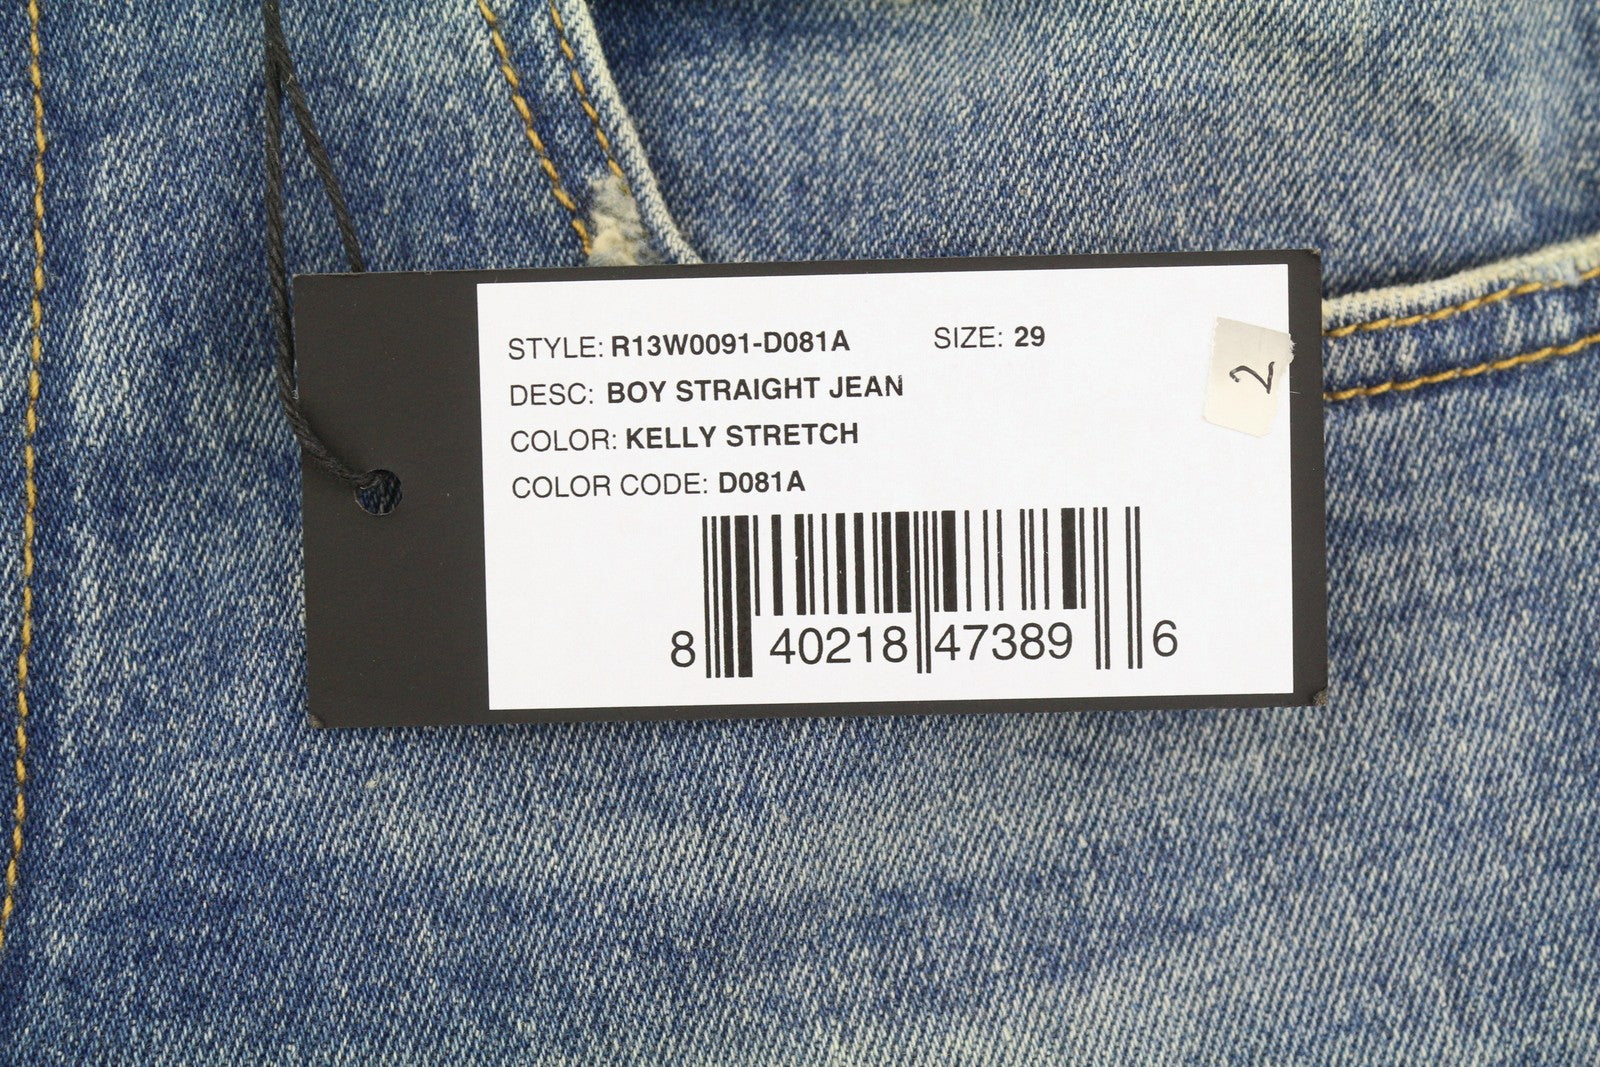 STYLE: R13W0091-D081A SIZE: 29
DESC: BOY STRAIGHT JEAN
COLOR: KELLY STRETCH
COLOR CODE: D081A
2
8 40218 47389 6